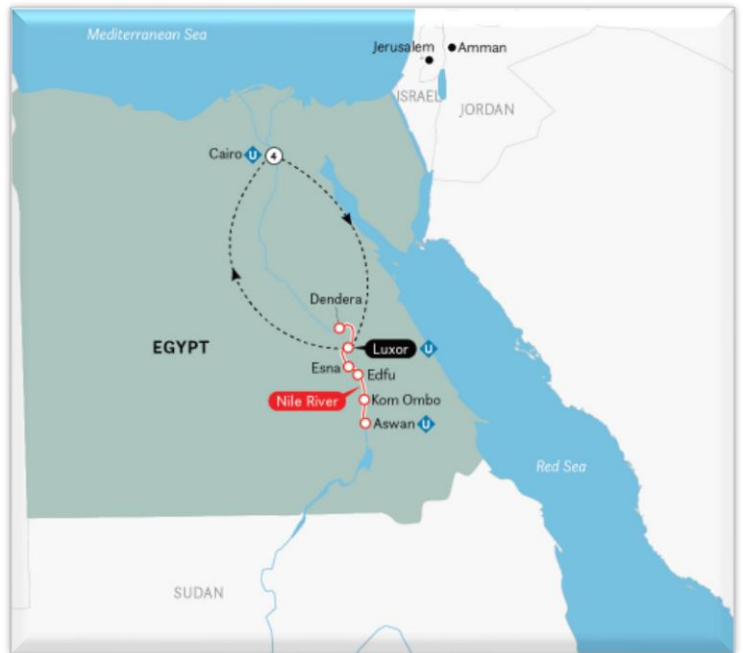 Mediterranean Sea
Jerusalem
Amman
ISRAEL
JORDAN
Cairo U 4
Dendera
EGYPT
Luxor U
Esna
Edfu
Nile River
Kom Ombo
Aswan U
Red Sea
SUDAN